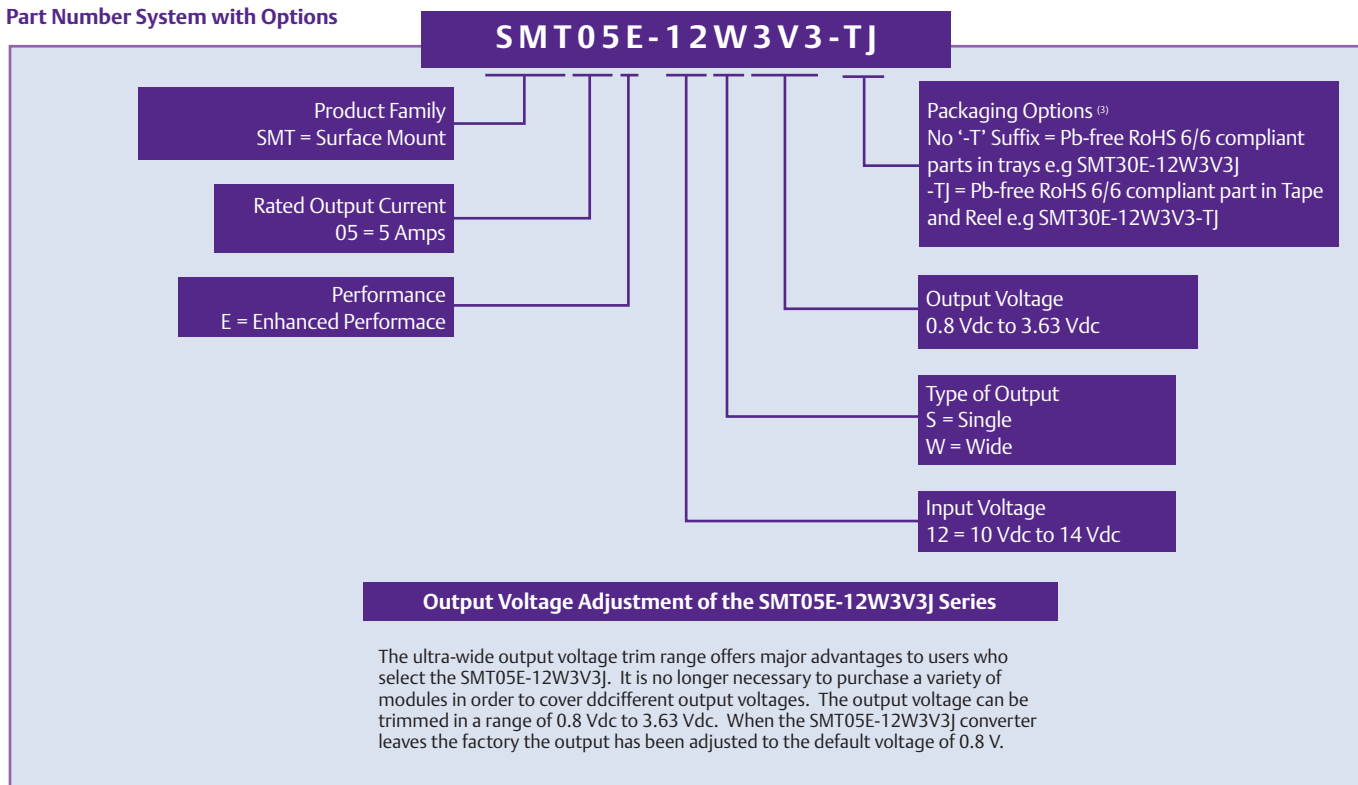 Part Number System with Options
SMT05E-12W3V3-TJ
Product Family
SMT = Surface Mount
Rated Output Current
05 = 5 Amps
Performance
E = Enhanced Performace
Packaging Options (3)
No ‘-T’ Suffix = Pb-free RoHS 6/6 compliant
parts in trays e.g SMT30E-12W3V3J
-TJ = Pb-free RoHS 6/6 compliant part in Tape
and Reel e.g SMT30E-12W3V3-TJ
Output Voltage
0.8 Vdc to 3.63 Vdc
Type of Output
S = Single
W = Wide
Input Voltage
12 = 10 Vdc to 14 Vdc
Output Voltage Adjustment of the SMT05E-12W3V3J Series
The ultra-wide output voltage trim range offers major advantages to users who
select the SMT05E-12W3V3J. It is no longer necessary to purchase a variety of
modules in order to cover ddcifferent output voltages. The output voltage can be
trimmed in a range of 0.8 Vdc to 3.63 Vdc. When the SMT05E-12W3V3J converter
leaves the factory the output has been adjusted to the default voltage of 0.8 V.